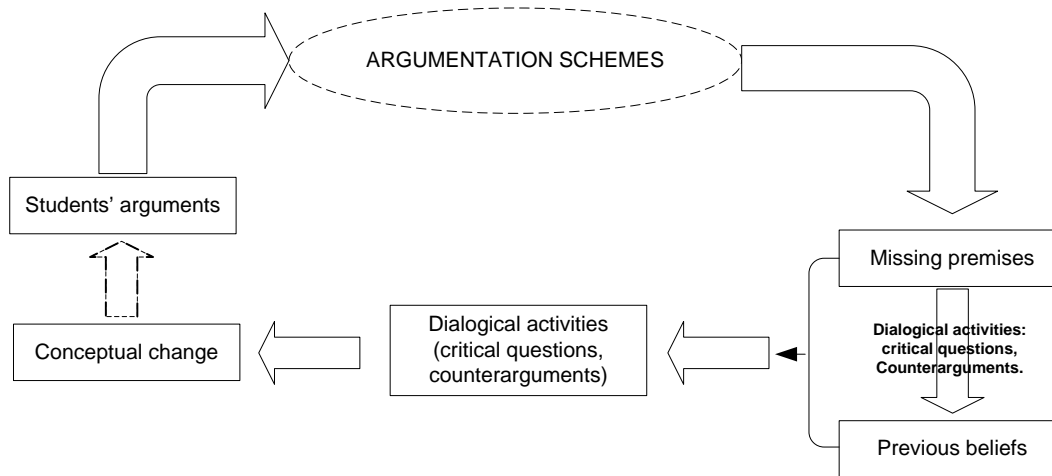 ARGUMENTATION SCHEMES
Students’ arguments
Missing premises
Dialogical activities:
critical questions,
Counterarguments.
Dialogical activities
(critical questions,
counterarguments)
Conceptual change
Previous beliefs